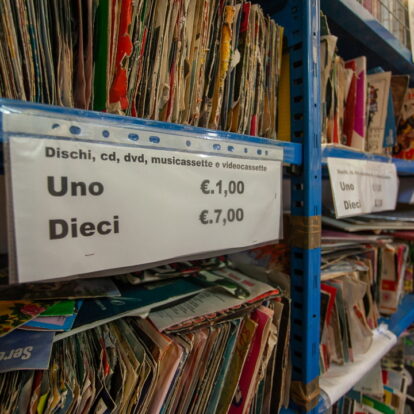 Dischi, cd, dvd, musicassette e videocassette
Uno €.1,00
Dieci €.7,00
Uno
Dieci